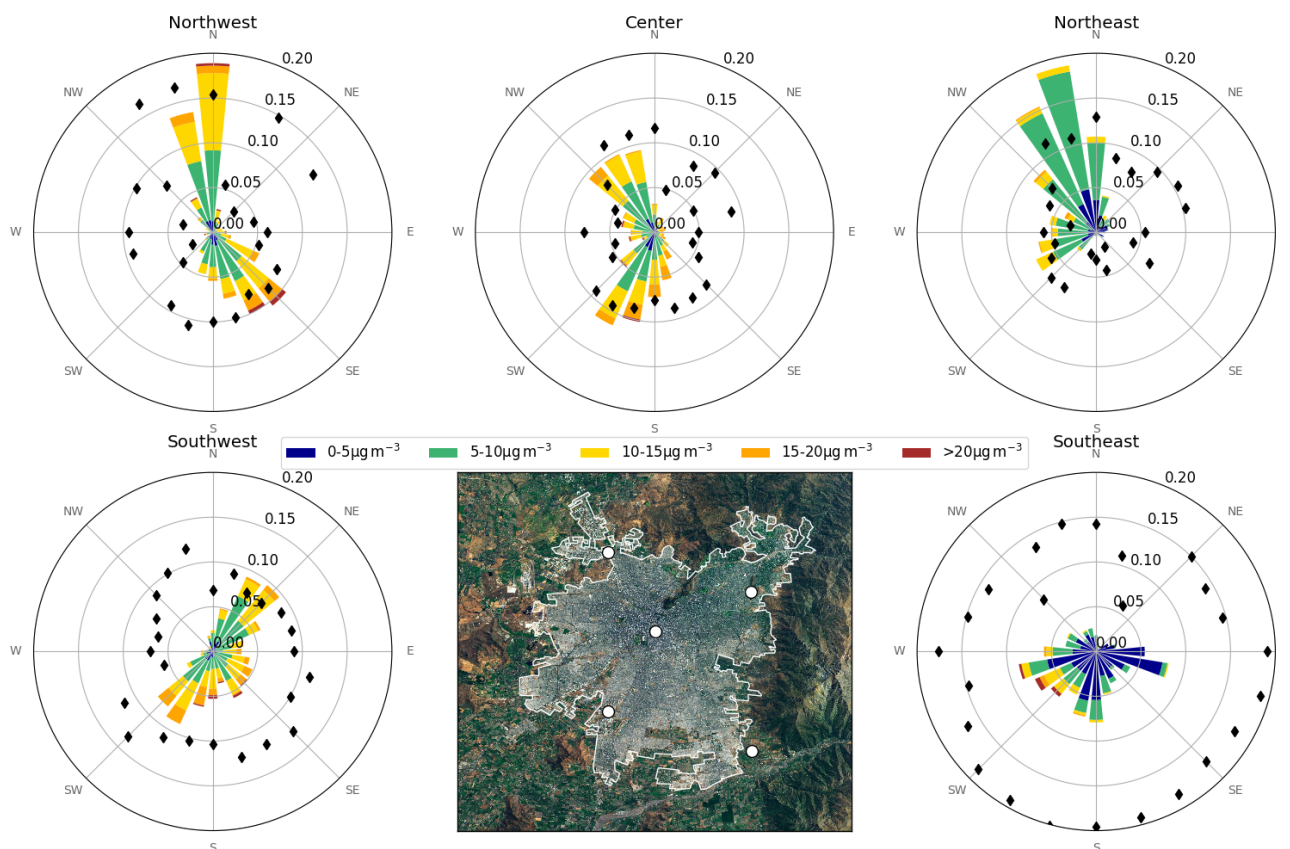 Northwest
N
NW
NE
W
E
SW
SE
S
0.00
0.05
0.10
0.15
0.20
Center
N
NW
NE
W
E
SW
SE
S
0.00
0.05
0.10
0.15
0.20
Northeast
N
NW
NE
W
E
SW
SE
S
0.00
0.05
0.10
0.15
0.20
0-5µg m⁻³ 5-10µg m⁻³ 10-15µg m⁻³ 15-20µg m⁻³ >20µg m⁻³
Southwest
N
NW
NE
W
E
SW
SE
S
0.00
0.05
0.10
0.15
0.20
Southeast
N
NW
NE
W
E
SW
SE
S
0.00
0.05
0.10
0.15
0.20